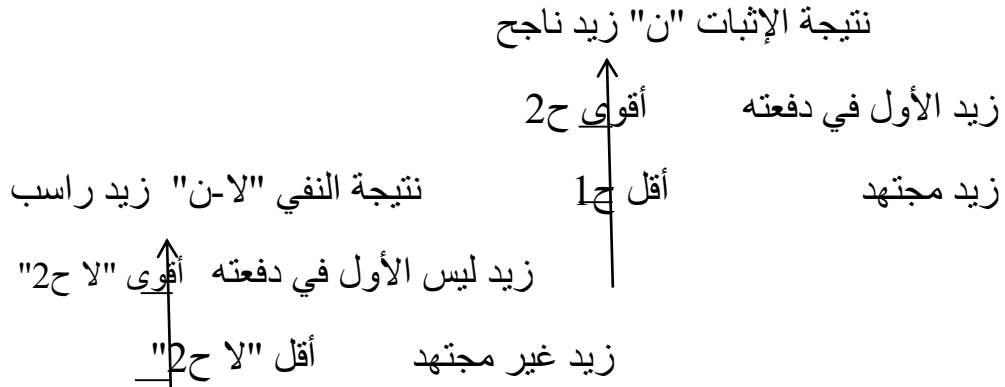 نتيجة الإثبات "ن" زيد ناجح
زيد الأول في دفعته أقوى ح2
زيد مجتهد أقل ح1 نتيجة النفي "لا-ن" زيد راسب
زيد ليس الأول في دفعته أقوى "لا ح2"
زيد غير مجتهد أقل "لا ح2"